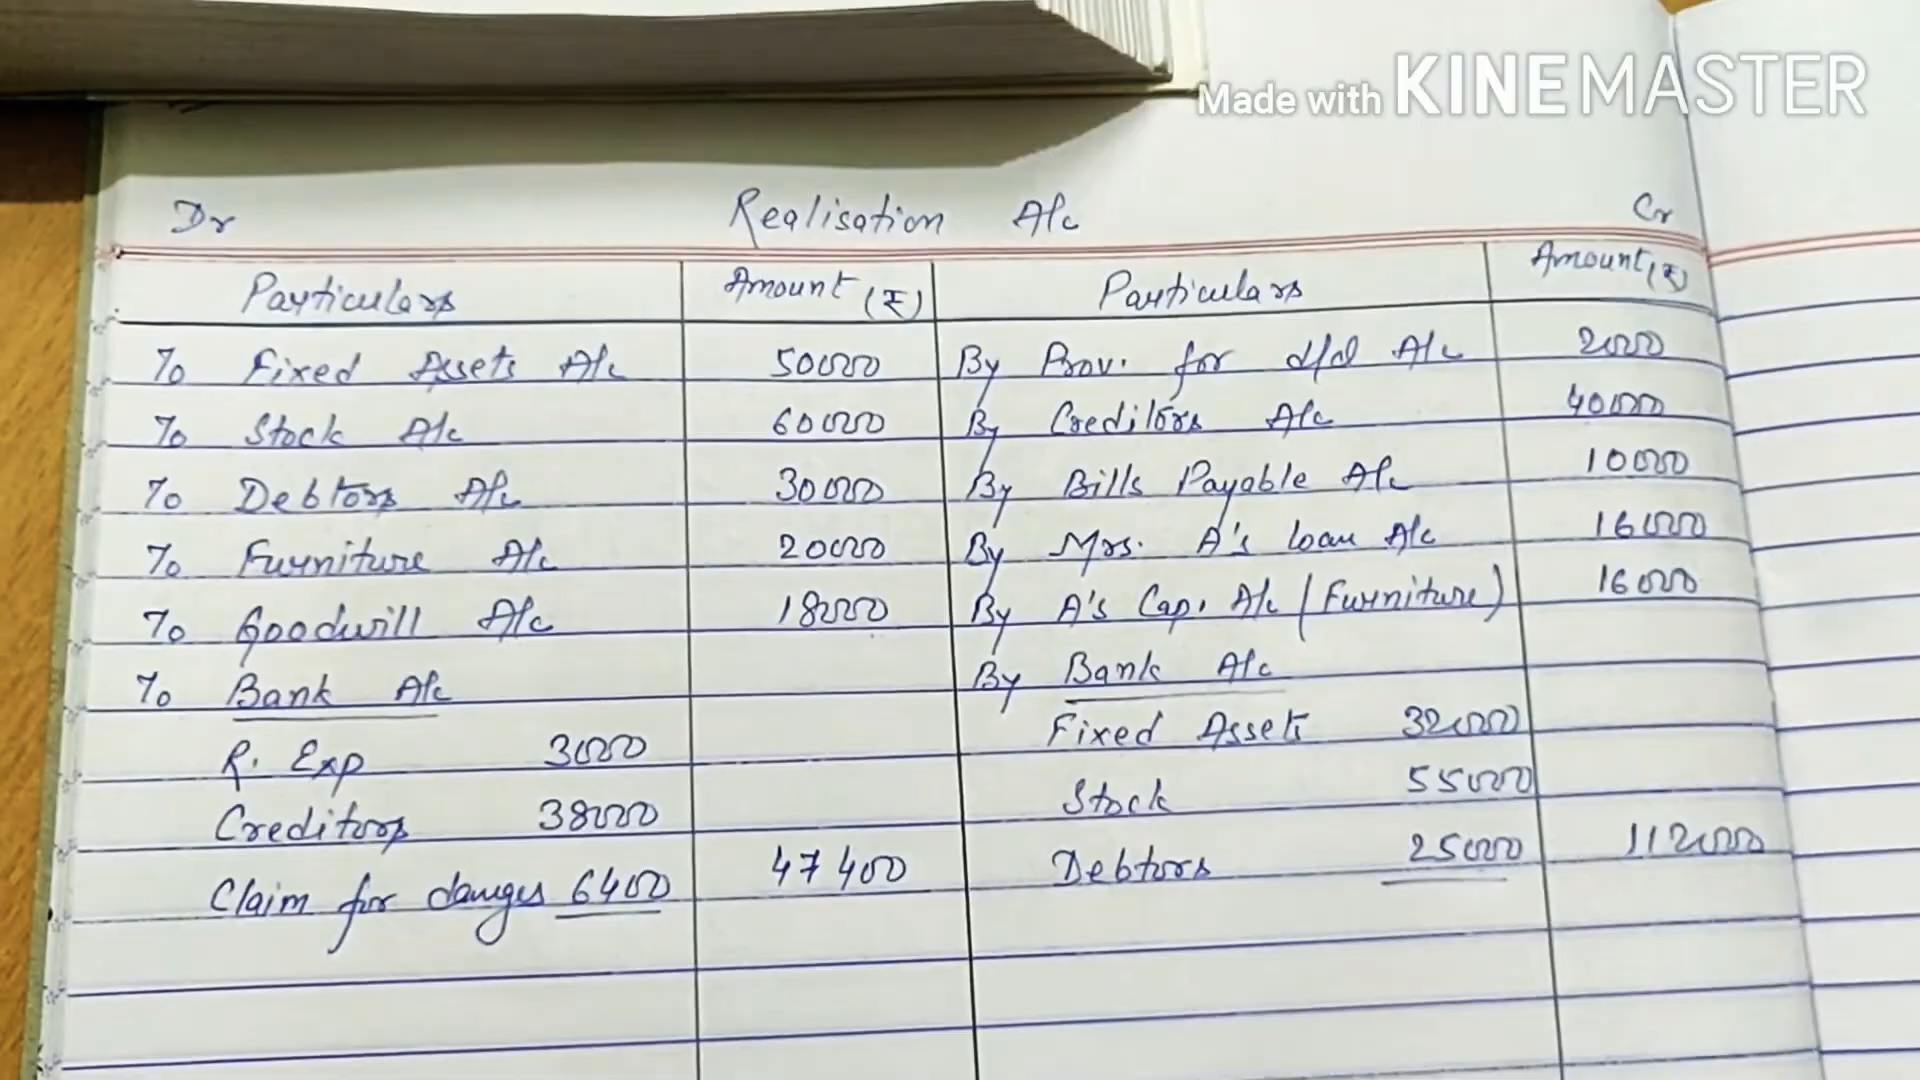 Made with KINEMASTER
Dr Realisation A/c Cr
Particulars Amount (₹) Particulars Amount (₹)
To Fixed Assets A/c 50000 By Prov. for d/d A/c 2000
To Stock A/c 60000 By Creditors A/c 40000
To Debtors A/c 30000 By Bills Payable A/c 10000
To Furniture A/c 20000 By Mrs. A's loan A/c 16000
To Goodwill A/c 18000 By A's Cap. A/c (Furniture) 16000
To Bank A/c By Bank A/c
R. Exp 3000 Fixed Assets 32000
Creditors 38000 Stock 55000
Claim for damges 6400 47400 Debtors 25000 112000